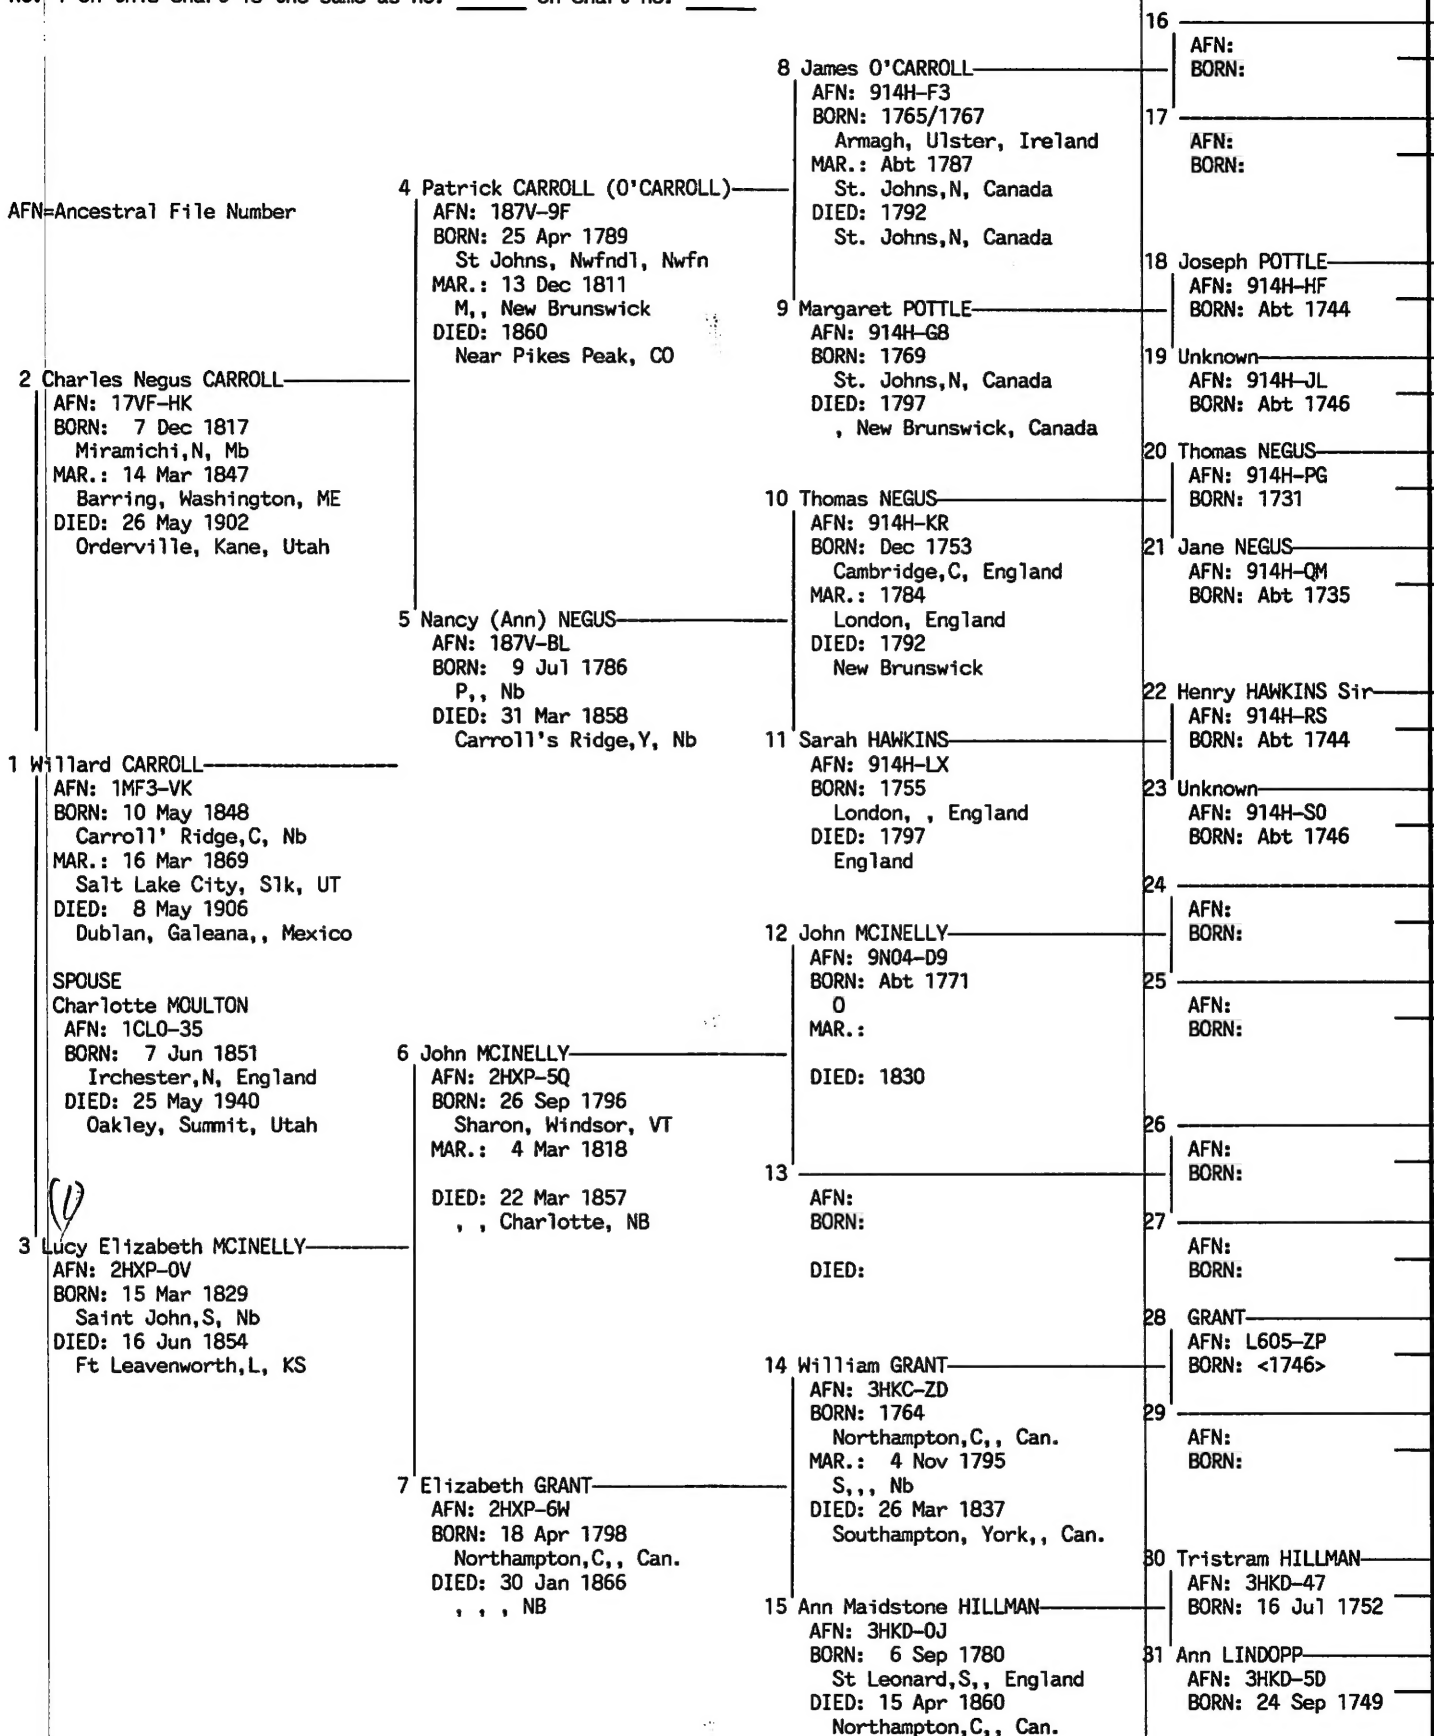 No. 1 on this chart is the same as no. _____ on chart no. _____
AFN=Ancestral File Number
1 Willard CARROLL
AFN: 1MF3-VK
BORN: 10 May 1848
Carroll' Ridge,C, Nb
MAR.: 16 Mar 1869
Salt Lake City, Slk, UT
DIED: 8 May 1906
Dublan, Galeana,, Mexico
SPOUSE
Charlotte MOULTON
AFN: 1CL0-35
BORN: 7 Jun 1851
Irchester,N, England
DIED: 25 May 1940
Oakley, Summit, Utah
2 Charles Negus CARROLL
AFN: 17VF-HK
BORN: 7 Dec 1817
Miramichi,N, Mb
MAR.: 14 Mar 1847
Barring, Washington, ME
DIED: 26 May 1902
Orderville, Kane, Utah
3 Lucy Elizabeth MCINELLY
AFN: 2HXP-0V
BORN: 15 Mar 1829
Saint John,S, Nb
DIED: 16 Jun 1854
Ft Leavenworth,L, KS
4 Patrick CARROLL (O'CARROLL)
AFN: 187V-9F
BORN: 25 Apr 1789
St Johns, Nwfndl, Nwfn
MAR.: 13 Dec 1811
M,, New Brunswick
DIED: 1860
Near Pikes Peak, CO
5 Nancy (Ann) NEGUS
AFN: 187V-BL
BORN: 9 Jul 1786
P,, Nb
DIED: 31 Mar 1858
Carroll's Ridge,Y, Nb
6 John MCINELLY
AFN: 2HXP-5Q
BORN: 26 Sep 1796
Sharon, Windsor, VT
MAR.: 4 Mar 1818
DIED: 22 Mar 1857
, , Charlotte, NB
7 Elizabeth GRANT
AFN: 2HXP-6W
BORN: 18 Apr 1798
Northampton,C,, Can.
DIED: 30 Jan 1866
, , , NB
8 James O'CARROLL
AFN: 914H-F3
BORN: 1765/1767
Armagh, Ulster, Ireland
MAR.: Abt 1787
St. Johns,N, Canada
DIED: 1792
St. Johns,N, Canada
9 Margaret POTTLE
AFN: 914H-G8
BORN: 1769
St. Johns,N, Canada
DIED: 1797
, New Brunswick, Canada
10 Thomas NEGUS
AFN: 914H-KR
BORN: Dec 1753
Cambridge,C, England
MAR.: 1784
London, England
DIED: 1792
New Brunswick
11 Sarah HAWKINS
AFN: 914H-LX
BORN: 1755
London, , England
DIED: 1797
England
12 John MCINELLY
AFN: 9N04-D9
BORN: Abt 1771
O
MAR.:
DIED: 1830
13
AFN:
BORN:
DIED:
14 William GRANT
AFN: 3HKC-ZD
BORN: 1764
Northampton,C,, Can.
MAR.: 4 Nov 1795
S,,, Nb
DIED: 26 Mar 1837
Southampton, York,, Can.
15 Ann Maidstone HILLMAN
AFN: 3HKD-0J
BORN: 6 Sep 1780
St Leonard,S,, England
DIED: 15 Apr 1860
Northampton,C,, Can.
16
AFN:
BORN:
17
AFN:
BORN:
18 Joseph POTTLE
AFN: 914H-HF
BORN: Abt 1744
19 Unknown
AFN: 914H-JL
BORN: Abt 1746
20 Thomas NEGUS
AFN: 914H-PG
BORN: 1731
21 Jane NEGUS
AFN: 914H-QM
BORN: Abt 1735
22 Henry HAWKINS Sir
AFN: 914H-RS
BORN: Abt 1744
23 Unknown
AFN: 914H-S0
BORN: Abt 1746
24
AFN:
BORN:
25
AFN:
BORN:
26
AFN:
BORN:
27
AFN:
BORN:
28 GRANT
AFN: L605-ZP
BORN: <1746>
29
AFN:
BORN:
30 Tristram HILLMAN
AFN: 3HKD-47
BORN: 16 Jul 1752
31 Ann LINDOPP
AFN: 3HKD-5D
BORN: 24 Sep 1749